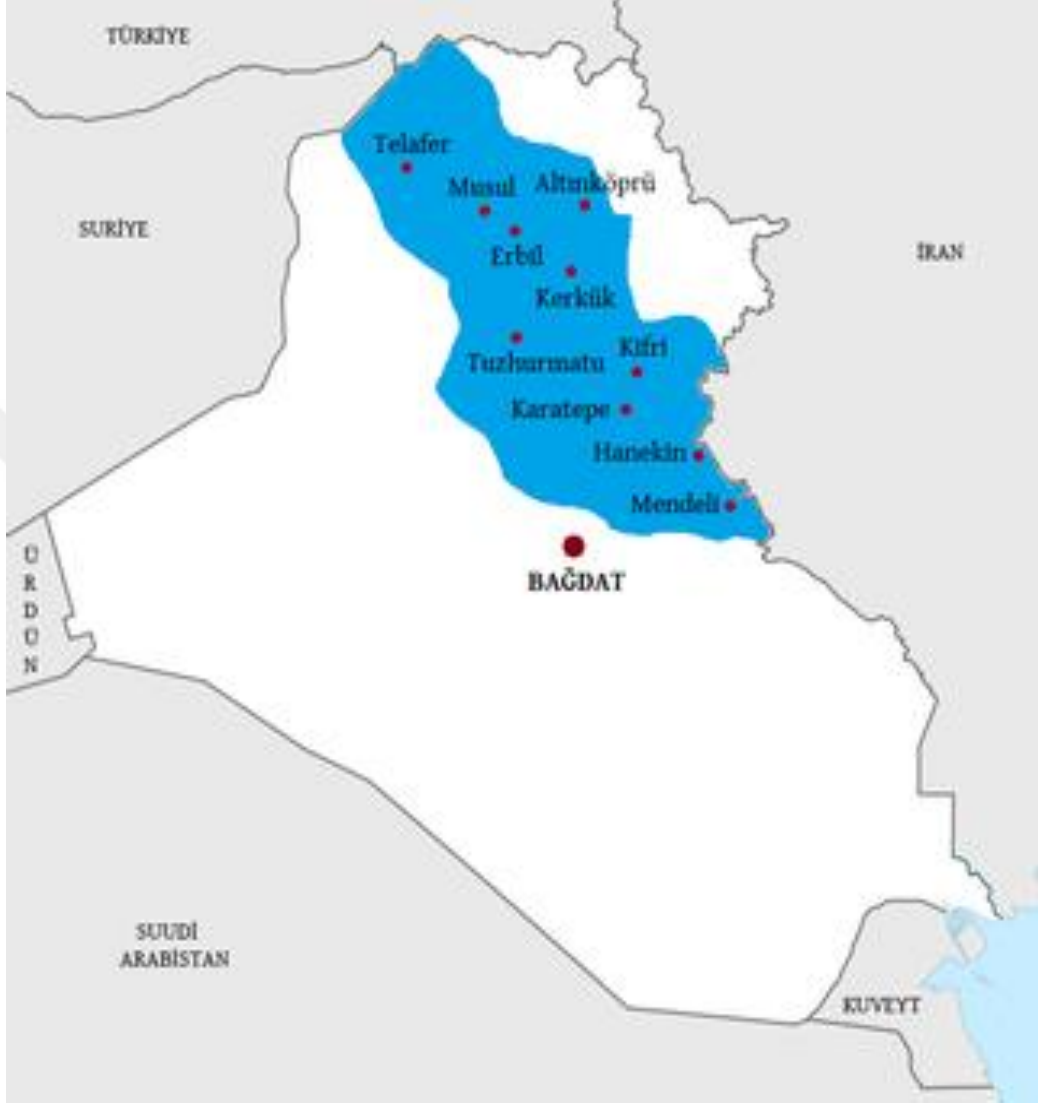 TÜRKİYE
Telafer
Musul
Altınköprü
SURİYE
Erbil
İRAN
Kerkük
Tuzhurmatu
Kifri
Karatepe
Hanekin
Mendeli
BAĞDAT
Ü
R
D
Ü
N
SUUDİ
ARABİSTAN
KUVEYT